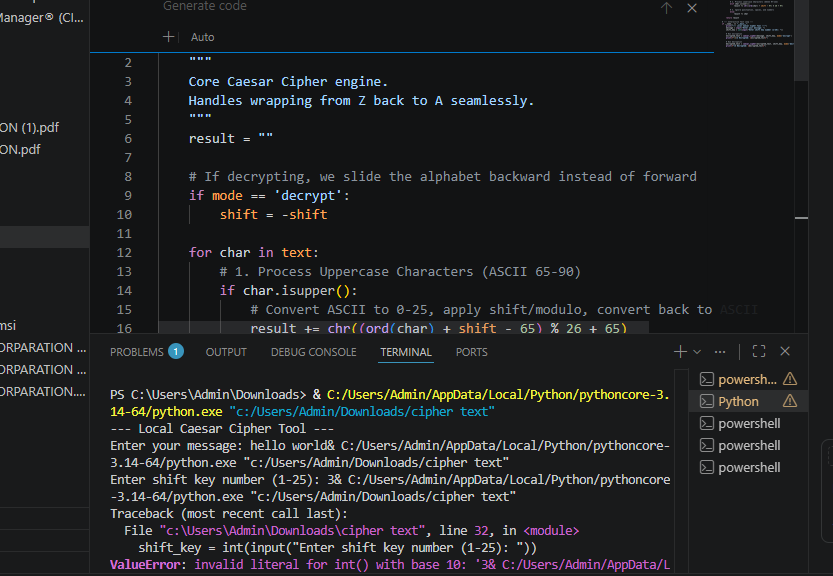 Generate code
Manager® (Cl...
Auto
ON (1).pdf
ON.pdf
msi
ORPARATION ...
ORPARATION ...
ORPARATION....
2 """
3 Core Caesar Cipher engine.
4 Handles wrapping from Z back to A seamlessly.
5 """
6 result = ""
7
8 # If decrypting, we slide the alphabet backward instead of forward
9 if mode == 'decrypt':
10 shift = -shift
11
12 for char in text:
13 # 1. Process Uppercase Characters (ASCII 65-90)
14 if char.isupper():
15 # Convert ASCII to 0-25, apply shift/modulo, convert back to ASCII
16 result += chr((ord(char) + shift - 65) % 26 + 65)
PROBLEMS 1 OUTPUT DEBUG CONSOLE TERMINAL PORTS
PS C:\Users\Admin\Downloads> & C:/Users/Admin/AppData/Local/Python/pythoncore-3.
14-64/python.exe "c:/Users/Admin/Downloads/cipher text"
--- Local Caesar Cipher Tool ---
Enter your message: hello world& C:/Users/Admin/AppData/Local/Python/pythoncore-
3.14-64/python.exe "c:/Users/Admin/Downloads/cipher text"
Enter shift key number (1-25): 3& C:/Users/Admin/AppData/Local/Python/pythoncore
-3.14-64/python.exe "c:/Users/Admin/Downloads/cipher text"
Traceback (most recent call last):
File "c:\Users\Admin\Downloads\cipher text", line 32, in <module>
shift_key = int(input("Enter shift key number (1-25): "))
ValueError: invalid literal for int() with base 10: '3& C:/Users/Admin/AppData/L
powersh...
Python
powershell
powershell
powershell